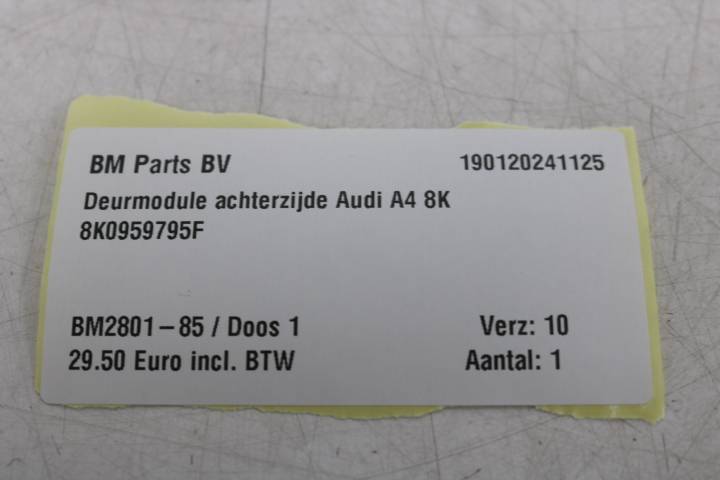 BM Parts BV 190120241125
Deurmodule achterzijde Audi A4 8K
8K0959795F
BM2801-85 / Doos 1 Verz: 10
29.50 Euro incl. BTW Aantal: 1